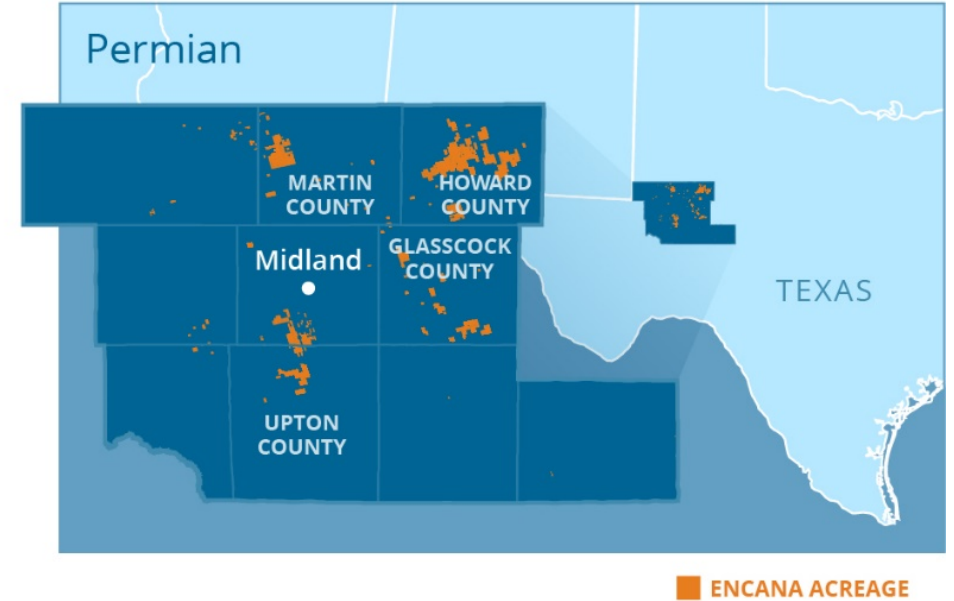 Permian
MARTIN
COUNTY
HOWARD
COUNTY
Midland
GLASSCOCK
COUNTY
TEXAS
UPTON
COUNTY
ENCANA ACREAGE